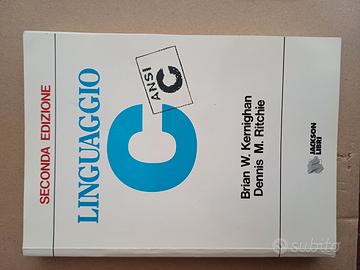 SECONDA EDIZIONE
LINGUAGGIO
C
ANSI
C
Brian W. Kernighan
Dennis M. Ritchie
JACKSON
LIBRI
subito